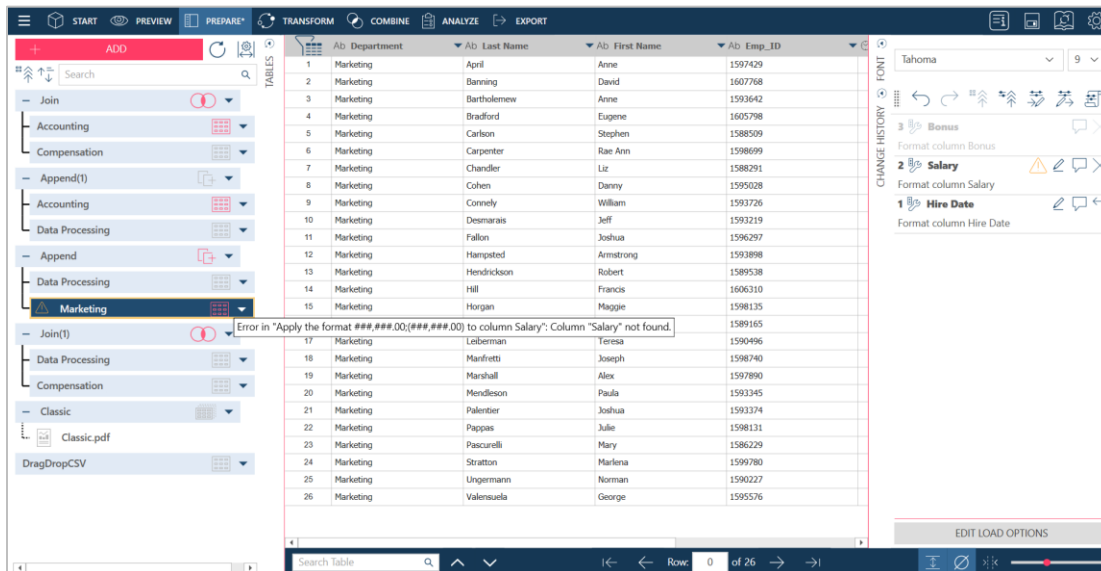 START PREVIEW PREPARE* TRANSFORM COMBINE ANALYZE EXPORT
+ ADD
Search
− Join
Accounting
Compensation
− Append(1)
Accounting
Data Processing
− Append
Data Processing
Marketing
− Join(1)
Data Processing
Compensation
− Classic
Classic.pdf
DragDropCSV
TABLES
Ab Department Ab Last Name Ab First Name Ab Emp_ID
1 Marketing April Anne 1597429
2 Marketing Banning David 1607768
3 Marketing Bartholemew Anne 1593642
4 Marketing Bradford Eugene 1605798
5 Marketing Carlson Stephen 1588509
6 Marketing Carpenter Rae Ann 1598699
7 Marketing Chandler Liz 1588291
8 Marketing Cohen Danny 1595028
9 Marketing Connely William 1593726
10 Marketing Desmarais Jeff 1593219
11 Marketing Fallon Joshua 1596297
12 Marketing Hampsted Armstrong 1593898
13 Marketing Hendrickson Robert 1589538
14 Marketing Hill Francis 1606310
15 Marketing Horgan Maggie 1598135
Error in "Apply the format ###,###.00;(###,###.00) to column Salary": Column "Salary" not found. 1589165
17 Marketing Leiberman Teresa 1590496
18 Marketing Manfretti Joseph 1598740
19 Marketing Marshall Alex 1597890
20 Marketing Mendleson Paula 1593345
21 Marketing Palentier Joshua 1593374
22 Marketing Pappas Julie 1598131
23 Marketing Pascurelli Mary 1586229
24 Marketing Stratton Marlena 1599780
25 Marketing Ungermann Norman 1590227
26 Marketing Valensuela George 1595576
Search Table Row: 0 of 26
FONT
Tahoma 9
CHANGE HISTORY
3 Bonus
Format column Bonus
2 Salary
Format column Salary
1 Hire Date
Format column Hire Date
EDIT LOAD OPTIONS